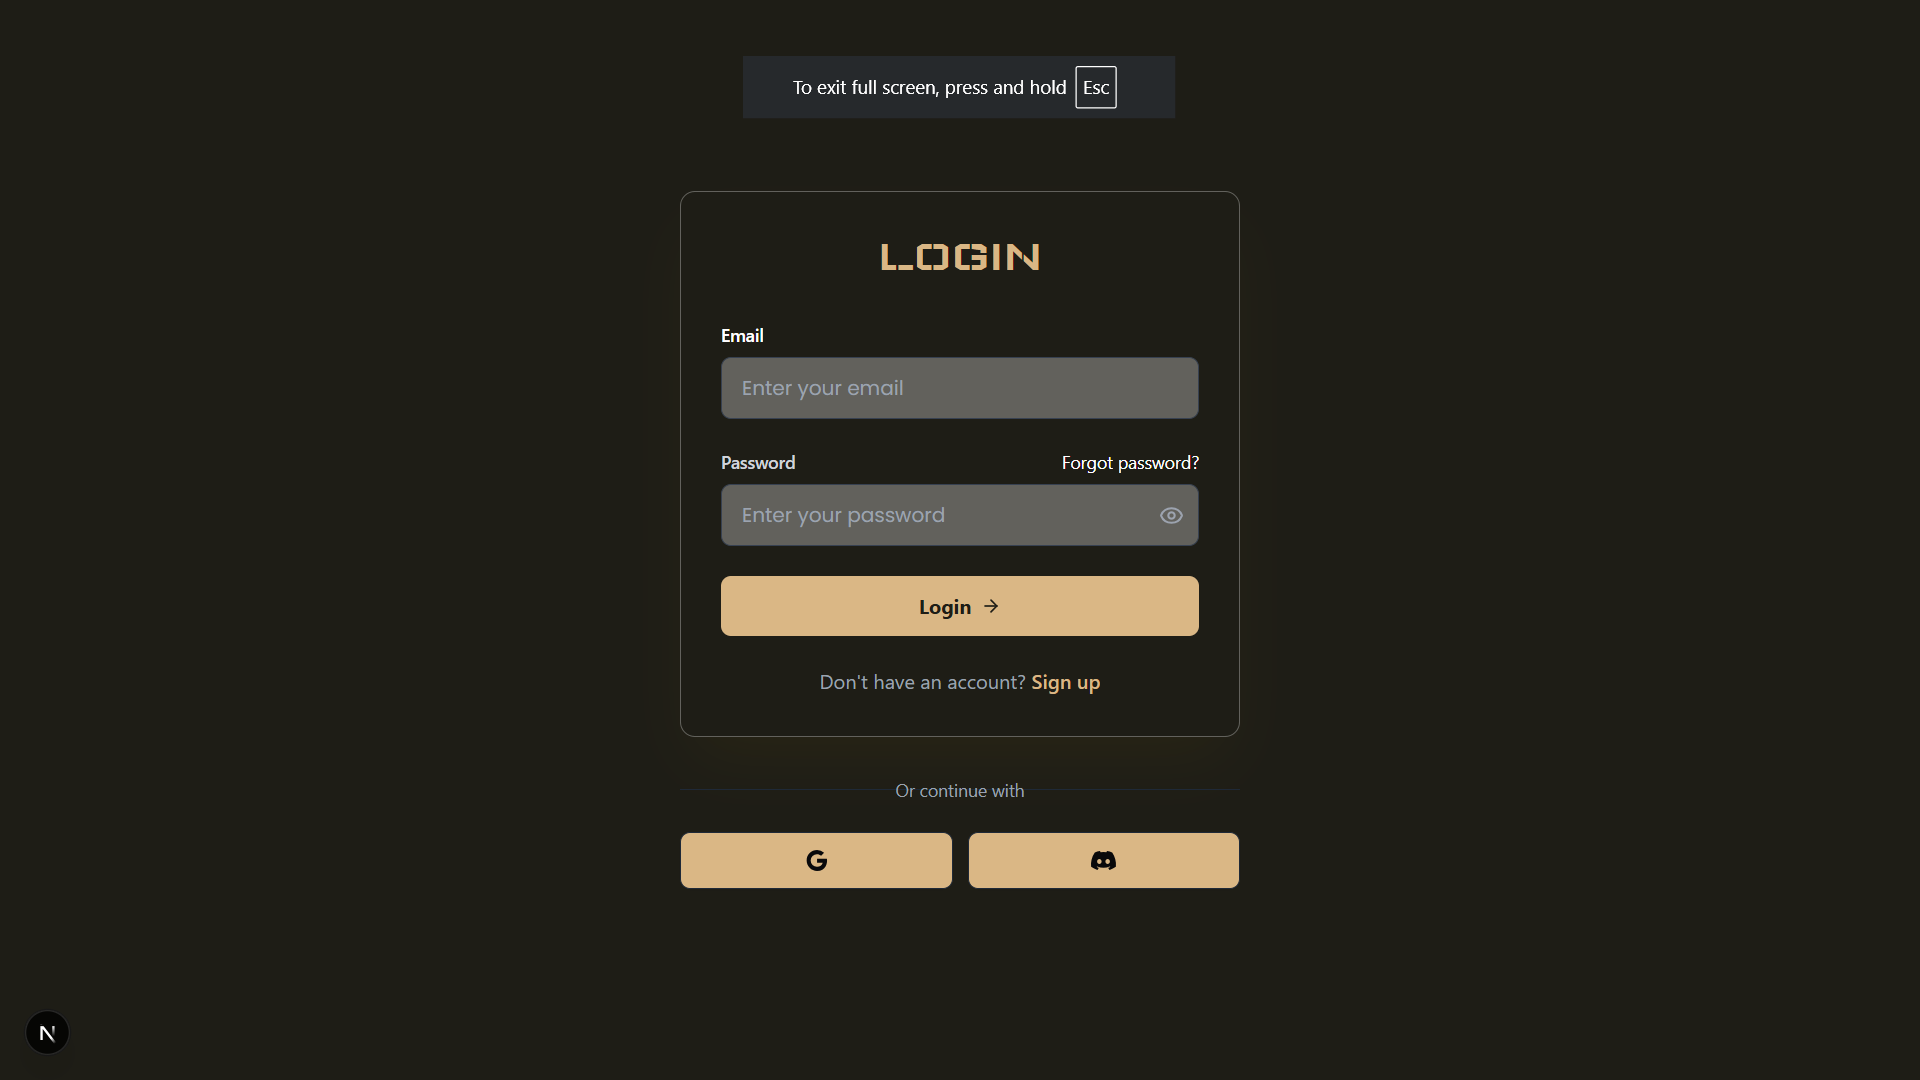 To exit full screen, press and hold Esc
LOGIN
Email
Enter your email
Password Forgot password?
Enter your password
Login →
Don't have an account? Sign up
Or continue with
G
N